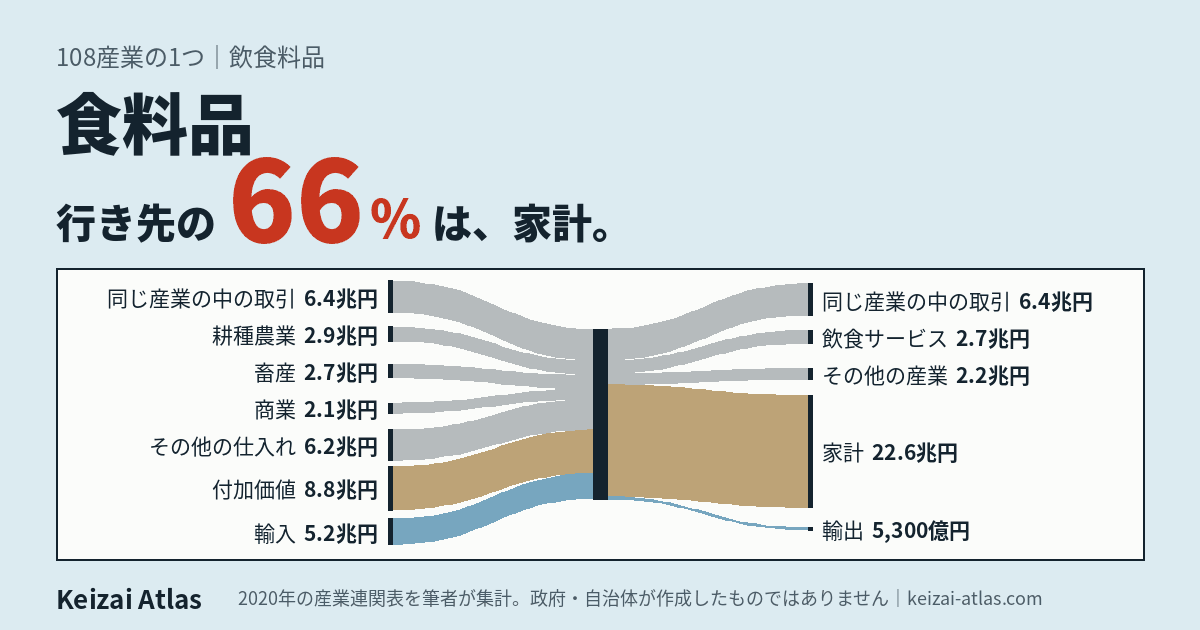 108産業の1つ｜飲食料品
食料品
行き先の 66% は、家計。
同じ産業の中の取引 6.4兆円
耕種農業 2.9兆円
畜産 2.7兆円
商業 2.1兆円
その他の仕入れ 6.2兆円
付加価値 8.8兆円
輸入 5.2兆円
同じ産業の中の取引 6.4兆円
飲食サービス 2.7兆円
その他の産業 2.2兆円
家計 22.6兆円
輸出 5,300億円
Keizai Atlas 2020年の産業連関表を筆者が集計。政府・自治体が作成したものではありません｜keizai-atlas.com